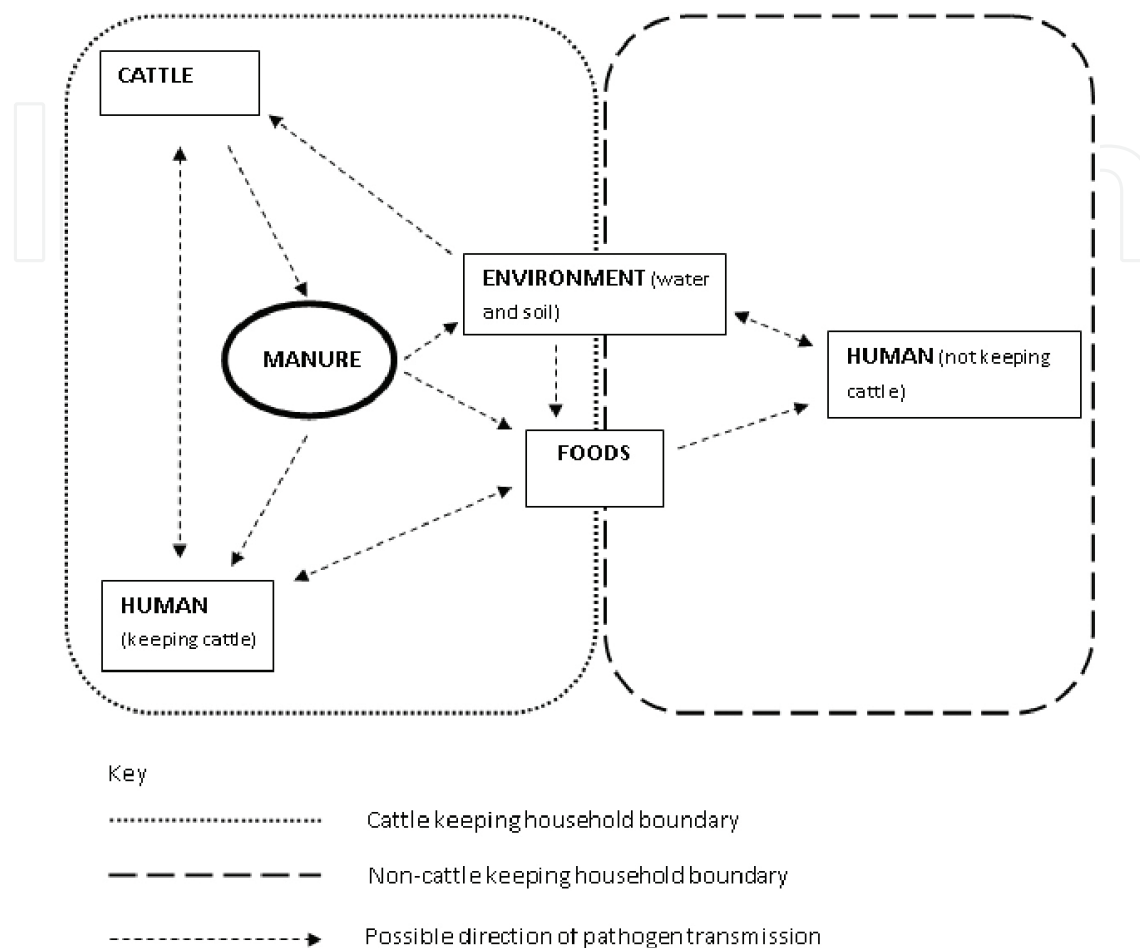 CATTLE
ENVIRONMENT (water
and soil)
MANURE
HUMAN (not keeping
cattle)
FOODS
HUMAN
(keeping cattle)
Key
Cattle keeping household boundary
Non-cattle keeping household boundary
Possible direction of pathogen transmission